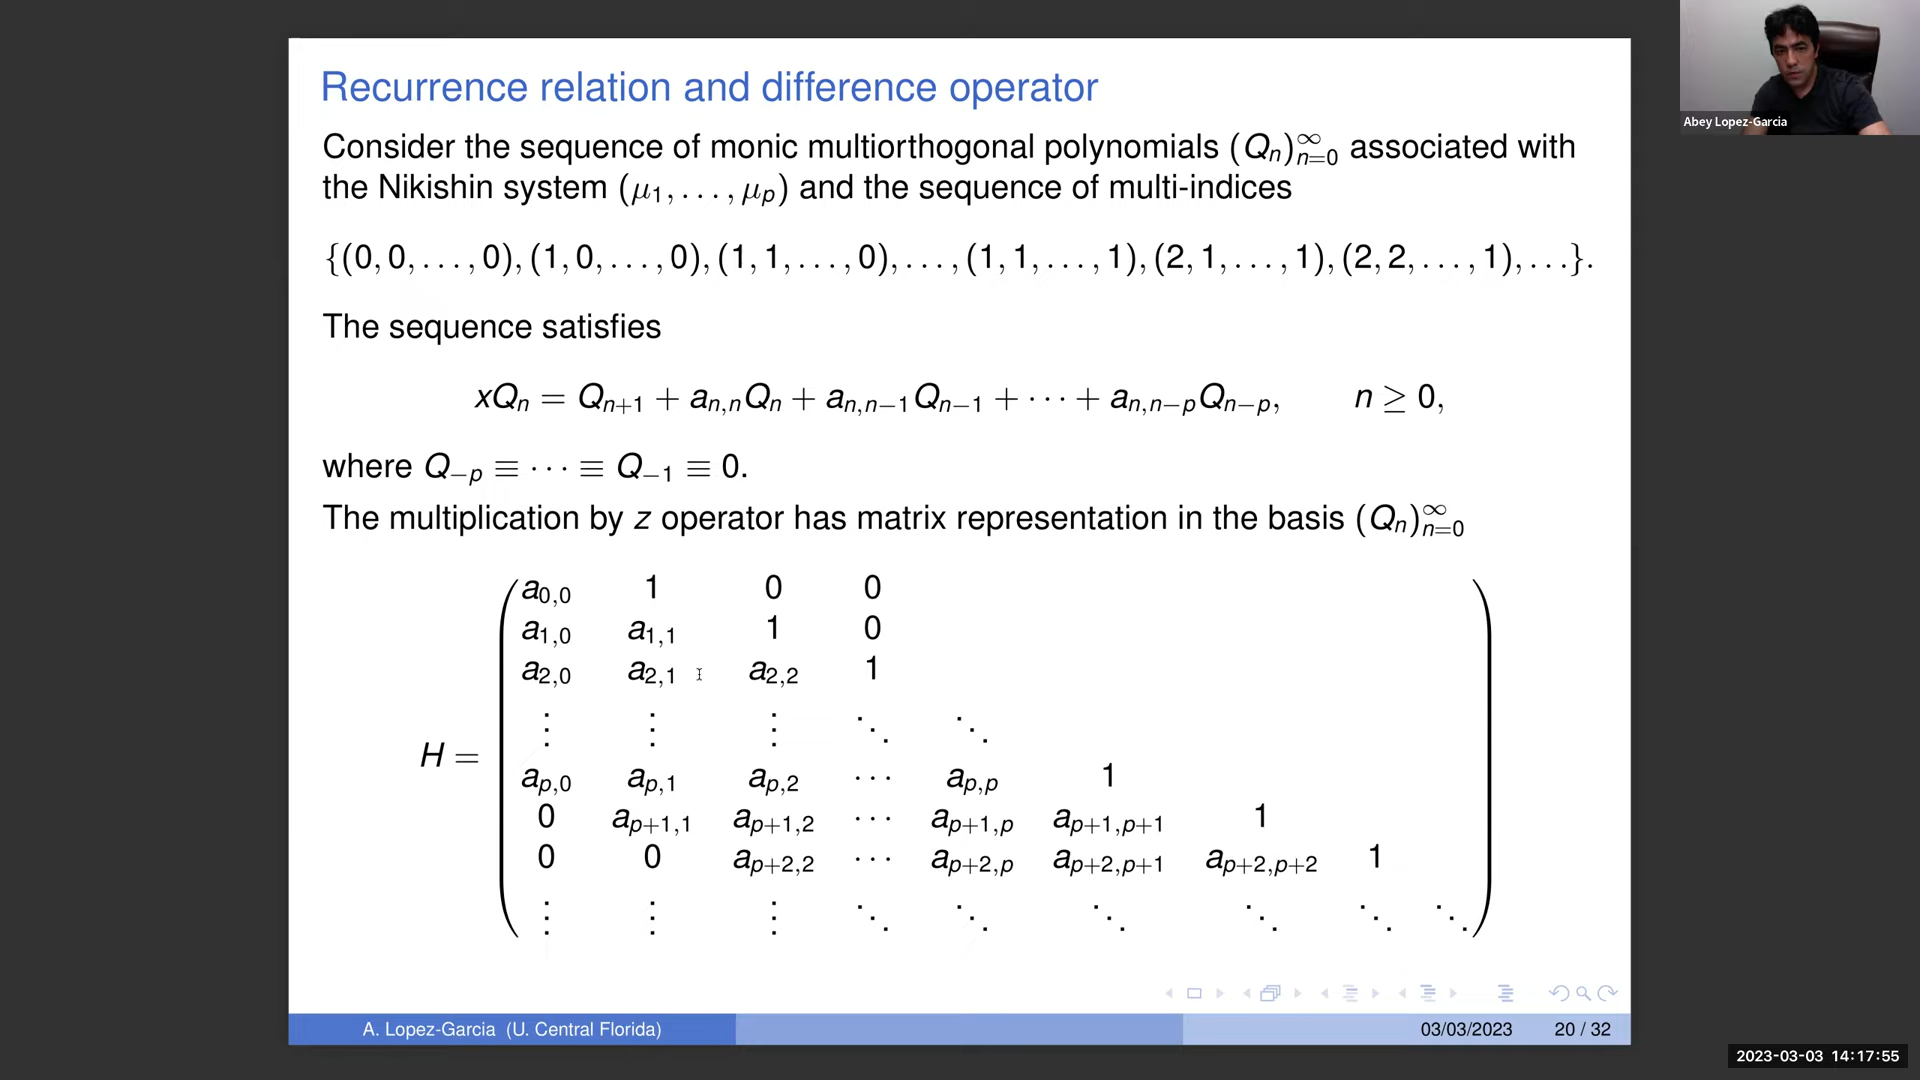 Recurrence relation and difference operator
Consider the sequence of monic multiorthogonal polynomials (Qₙ)ₙ₌₀^∞ associated with
the Nikishin system (μ₁, . . . , μₚ) and the sequence of multi-indices
{(0, 0, . . . , 0), (1, 0, . . . , 0), (1, 1, . . . , 0), . . . , (1, 1, . . . , 1), (2, 1, . . . , 1), (2, 2, . . . , 1), . . .}.
The sequence satisfies
xQ_n = Q_{n+1} + a_{n,n}Q_n + a_{n,n−1}Q_{n−1} + · · · + a_{n,n−p}Q_{n−p}, n ≥ 0,
where Q_{−p} ≡ · · · ≡ Q_{−1} ≡ 0.
The multiplication by z operator has matrix representation in the basis (Qₙ)ₙ₌₀^∞
H =
a_{0,0} 1 0 0
a_{1,0} a_{1,1} 1 0
a_{2,0} a_{2,1} a_{2,2} 1
⋮ ⋮ ⋮ ⋱ ⋱
a_{p,0} a_{p,1} a_{p,2} · · · a_{p,p} 1
0 a_{p+1,1} a_{p+1,2} · · · a_{p+1,p} a_{p+1,p+1} 1
0 0 a_{p+2,2} · · · a_{p+2,p} a_{p+2,p+1} a_{p+2,p+2} 1
⋮ ⋮ ⋮ ⋱ ⋱ ⋱ ⋱ ⋱ ⋱
A. Lopez-Garcia (U. Central Florida) 03/03/2023 20 / 32
Abey Lopez-Garcia
2023-03-03 14:17:55